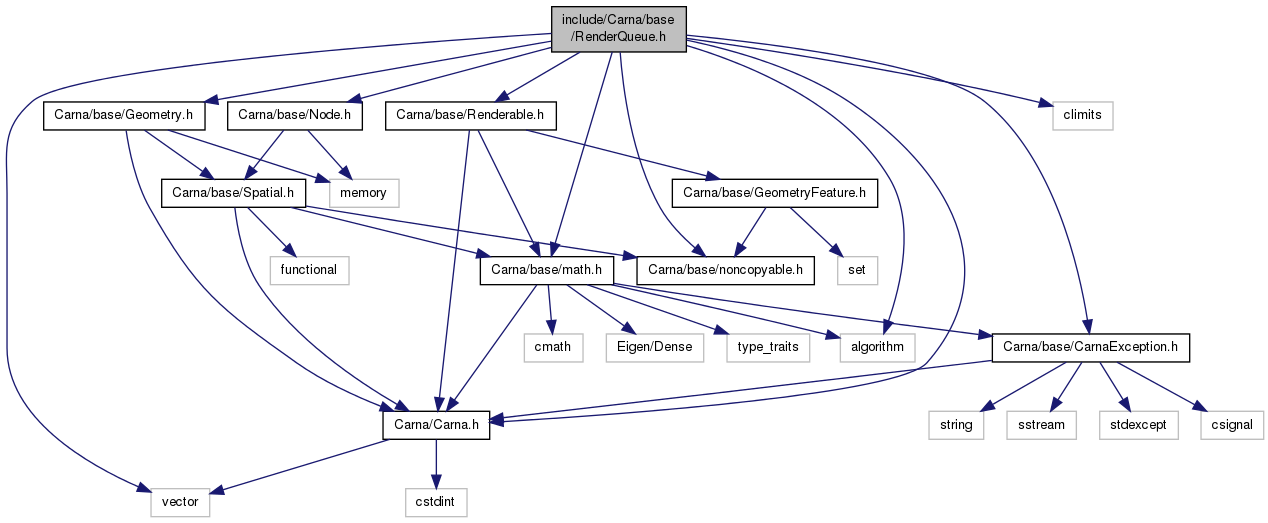 include/Carna/base
/RenderQueue.h
Carna/base/Geometry.h
Carna/base/Node.h
Carna/base/Renderable.h
climits
Carna/base/Spatial.h
memory
Carna/base/GeometryFeature.h
functional
Carna/base/math.h
Carna/base/noncopyable.h
set
cmath
Eigen/Dense
type_traits
algorithm
Carna/base/CarnaException.h
Carna/Carna.h
string
sstream
stdexcept
csignal
vector
cstdint